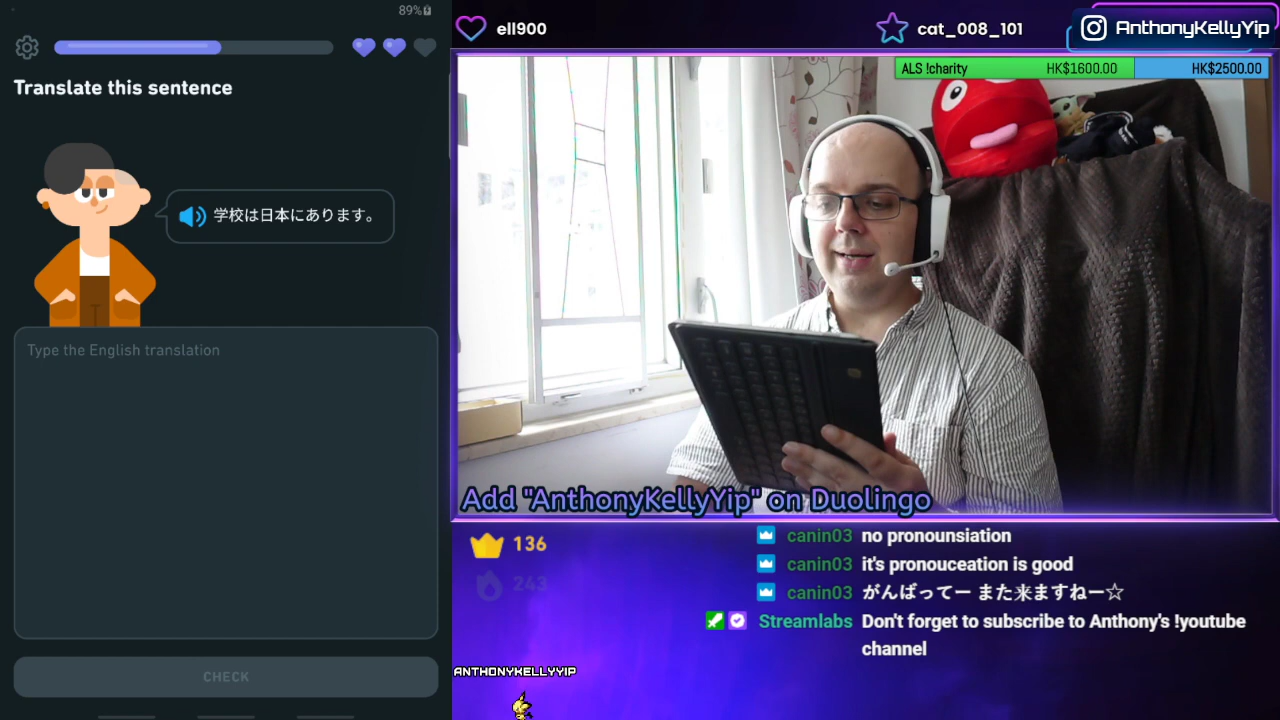 89%
Translate this sentence
学校は日本にあります。
Type the English translation
CHECK
ell900
cat_008_101
AnthonyKellyYip
ALS !charity HK$1600.00 HK$2500.00
Add "AnthonyKellyYip" on Duolingo
136
243
canin03 no pronounsiation
canin03 it's pronouceation is good
canin03 がんばってー また来ますねー☆
Streamlabs Don't forget to subscribe to Anthony's !youtube
channel
ANTHONYKELLYYIP